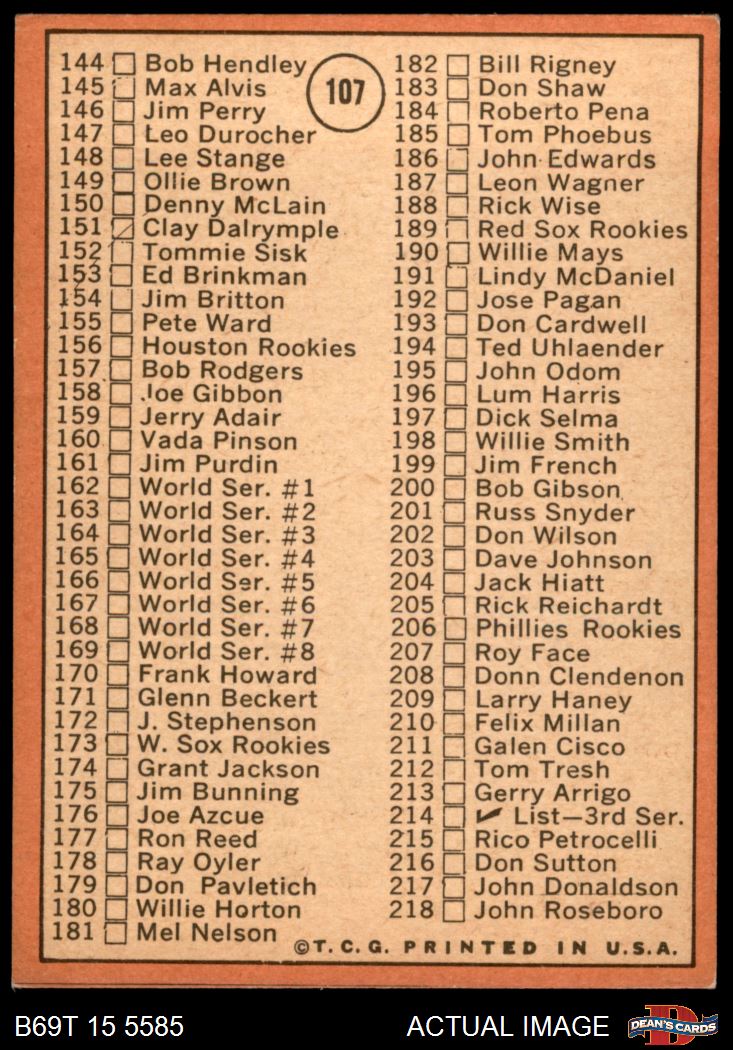 107
144 Bob Hendley
145 Max Alvis
146 Jim Perry
147 Leo Durocher
148 Lee Stange
149 Ollie Brown
150 Denny McLain
151 Clay Dalrymple
152 Tommie Sisk
153 Ed Brinkman
154 Jim Britton
155 Pete Ward
156 Houston Rookies
157 Bob Rodgers
158 Joe Gibbon
159 Jerry Adair
160 Vada Pinson
161 Jim Purdin
162 World Ser. #1
163 World Ser. #2
164 World Ser. #3
165 World Ser. #4
166 World Ser. #5
167 World Ser. #6
168 World Ser. #7
169 World Ser. #8
170 Frank Howard
171 Glenn Beckert
172 J. Stephenson
173 W. Sox Rookies
174 Grant Jackson
175 Jim Bunning
176 Joe Azcue
177 Ron Reed
178 Ray Oyler
179 Don Pavletich
180 Willie Horton
181 Mel Nelson
182 Bill Rigney
183 Don Shaw
184 Roberto Pena
185 Tom Phoebus
186 John Edwards
187 Leon Wagner
188 Rick Wise
189 Red Sox Rookies
190 Willie Mays
191 Lindy McDaniel
192 Jose Pagan
193 Don Cardwell
194 Ted Uhlaender
195 John Odom
196 Lum Harris
197 Dick Selma
198 Willie Smith
199 Jim French
200 Bob Gibson
201 Russ Snyder
202 Don Wilson
203 Dave Johnson
204 Jack Hiatt
205 Rick Reichardt
206 Phillies Rookies
207 Roy Face
208 Donn Clendenon
209 Larry Haney
210 Felix Millan
211 Galen Cisco
212 Tom Tresh
213 Gerry Arrigo
214 ✔ List—3rd Ser.
215 Rico Petrocelli
216 Don Sutton
217 John Donaldson
218 John Roseboro
©T.C.G. PRINTED IN U.S.A.
B69T 15 5585
ACTUAL IMAGE
D
DEAN'S CARDS